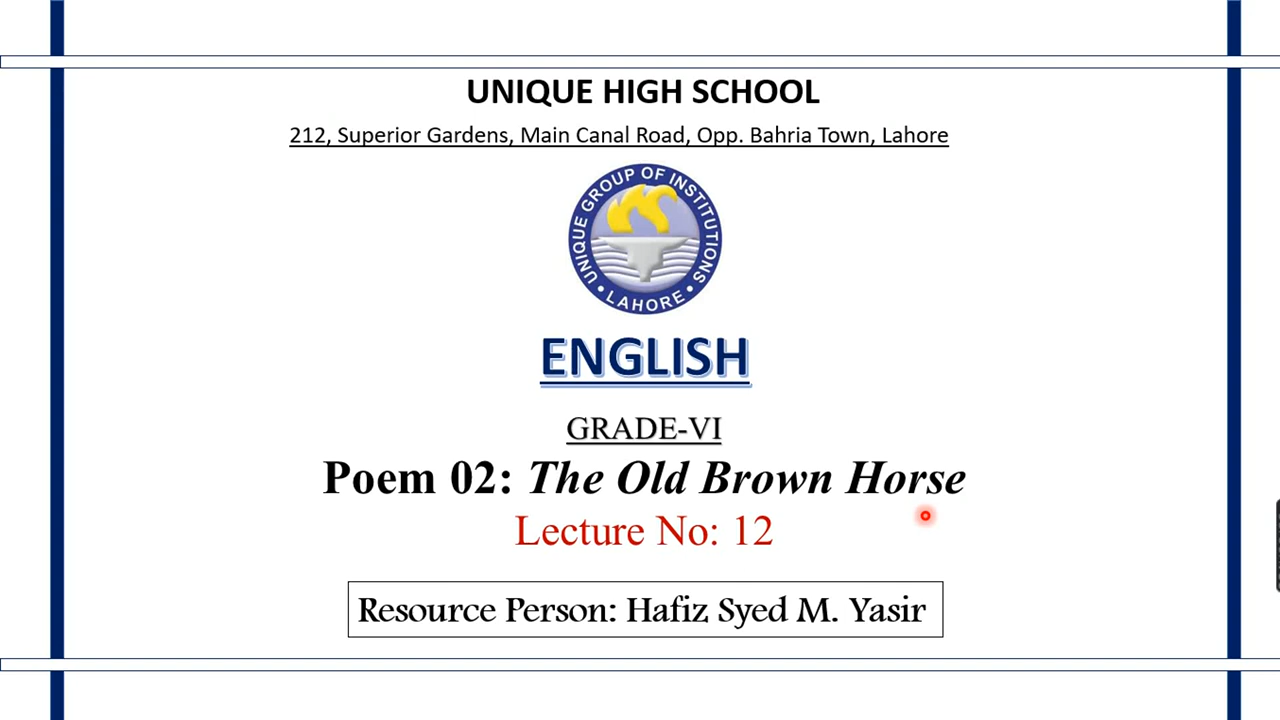 UNIQUE HIGH SCHOOL
212, Superior Gardens, Main Canal Road, Opp. Bahria Town, Lahore
UNIQUE GROUP OF INSTITUTIONS
• LAHORE •
ENGLISH
GRADE-VI
Poem 02: The Old Brown Horse
Lecture No: 12
Resource Person: Hafiz Syed M. Yasir